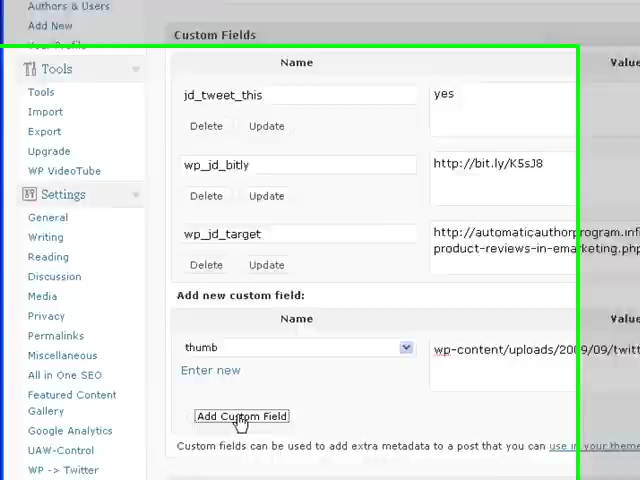 Authors & Users
Add New
Your Profile
Custom Fields
Tools
Name
Value
Tools
jd_tweet_this
yes
Import
Export
Delete
Update
Upgrade
WP VideoTube
wp_jd_bitly
http://bit.ly/K5sJ8
Settings
Delete
Update
General
Writing
wp_jd_target
http://automaticauthorprogram.inf
Reading
product-reviews-in-emarketing.php
Discussion
Delete
Update
Media
Add new custom field:
Privacy
Name
Value
Permalinks
thumb
wp-content/uploads/2009/09/twitt
Miscellaneous
Enter new
All in One SEO
Featured Content
Gallery
Add Custom Field
Google Analytics
Custom fields can be used to add extra metadata to a post that you can use in your theme
UAW-Control
WP -> Twitter